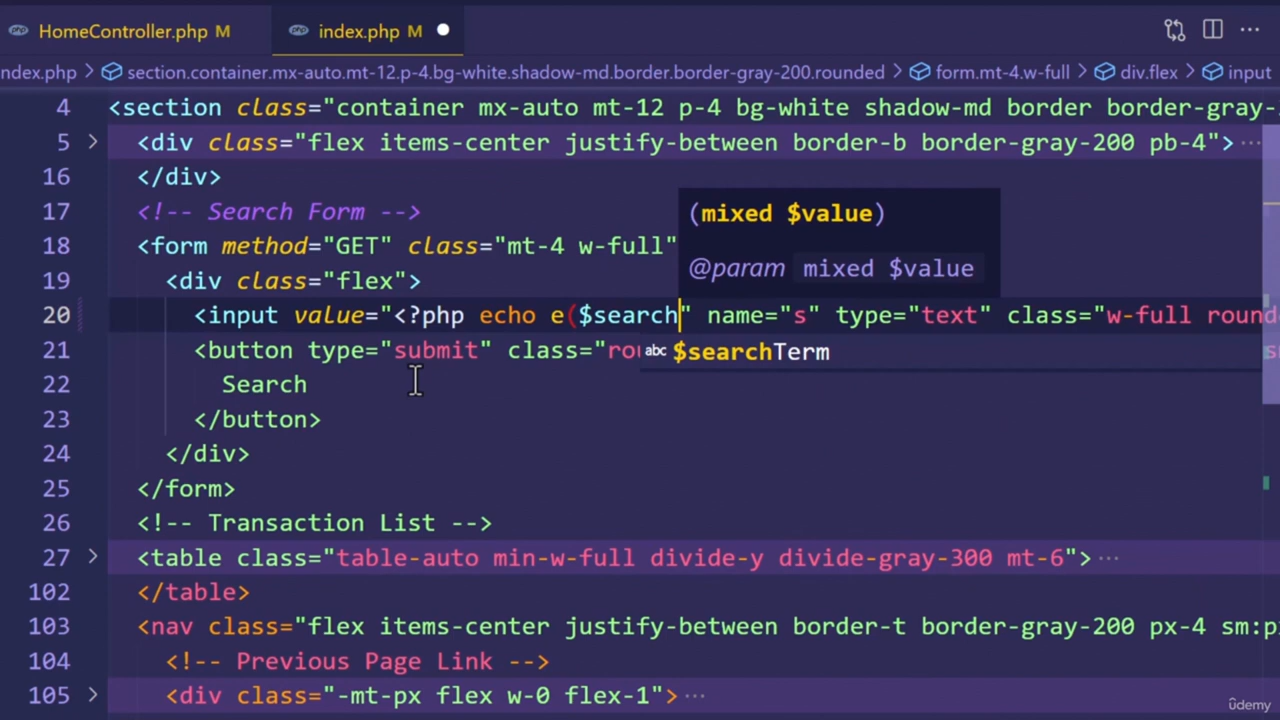 HomeController.php M index.php M
ndex.php > section.container.mx-auto.mt-12.p-4.bg-white.shadow-md.border.border-gray-200.rounded > form.mt-4.w-full > div.flex > input
4 <section class="container mx-auto mt-12 p-4 bg-white shadow-md border border-gray-
5 <div class="flex items-center justify-between border-b border-gray-200 pb-4"> ...
16 </div>
17 <!-- Search Form -->
(mixed $value)
18 <form method="GET" class="mt-4 w-full"
@param mixed $value
19 <div class="flex">
20 <input value="<?php echo e($search" name="s" type="text" class="w-full round
21 <button type="submit" class="rou
abc $searchTerm
22 Search
23 </button>
24 </div>
25 </form>
26 <!-- Transaction List -->
27 <table class="table-auto min-w-full divide-y divide-gray-300 mt-6"> ...
102 </table>
103 <nav class="flex items-center justify-between border-t border-gray-200 px-4 sm:p
104 <!-- Previous Page Link -->
105 <div class="-mt-px flex w-0 flex-1"> ...
ûdemy